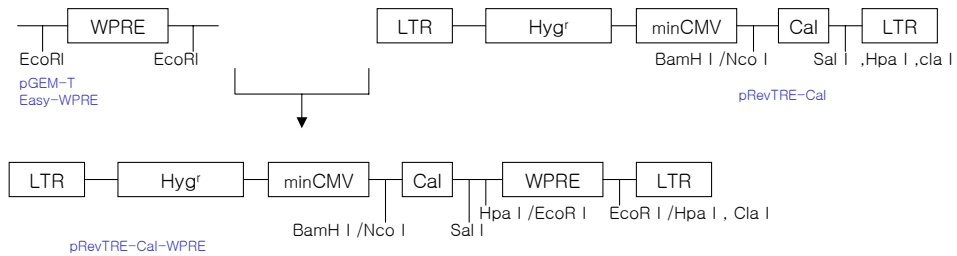 WPRE
EcoRI EcoRI
pGEM-T
Easy-WPRE
LTR Hygʳ minCMV Cal LTR
BamH I /Nco I Sal I ,Hpa I ,cla I
pRevTRE-Cal
LTR Hygʳ minCMV Cal WPRE LTR
BamH I /Nco I Sal I Hpa I /EcoR I EcoR I /Hpa I , Cla I
pRevTRE-Cal-WPRE